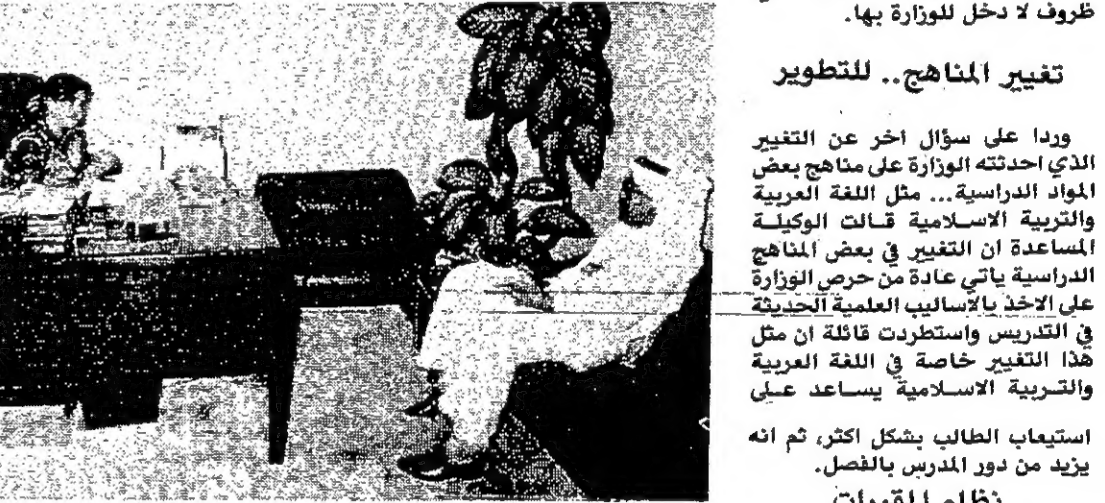 ظروف لا دخل للوزارة بها.
تغيير المناهج.. للتطوير
وردا على سؤال اخر عن التغيير
الذي احدثته الوزارة على مناهج بعض
المواد الدراسية... مثل اللغة العربية
والتربية الاسلامية قالت الوكيلة
المساعدة ان التغيير في بعض المناهج
الدراسية ياتي عادة من حرص الوزارة
على الاخذ بالاساليب العلمية الحديثة
في التدريس واستطردت قائلة ان مثل
هذا التغيير خاصة في اللغة العربية
والتربية الاسلامية يساعد على
استيعاب الطالب بشكل اكثر، ثم انه
يزيد من دور المدرس بالفصل.
نظام المقررات